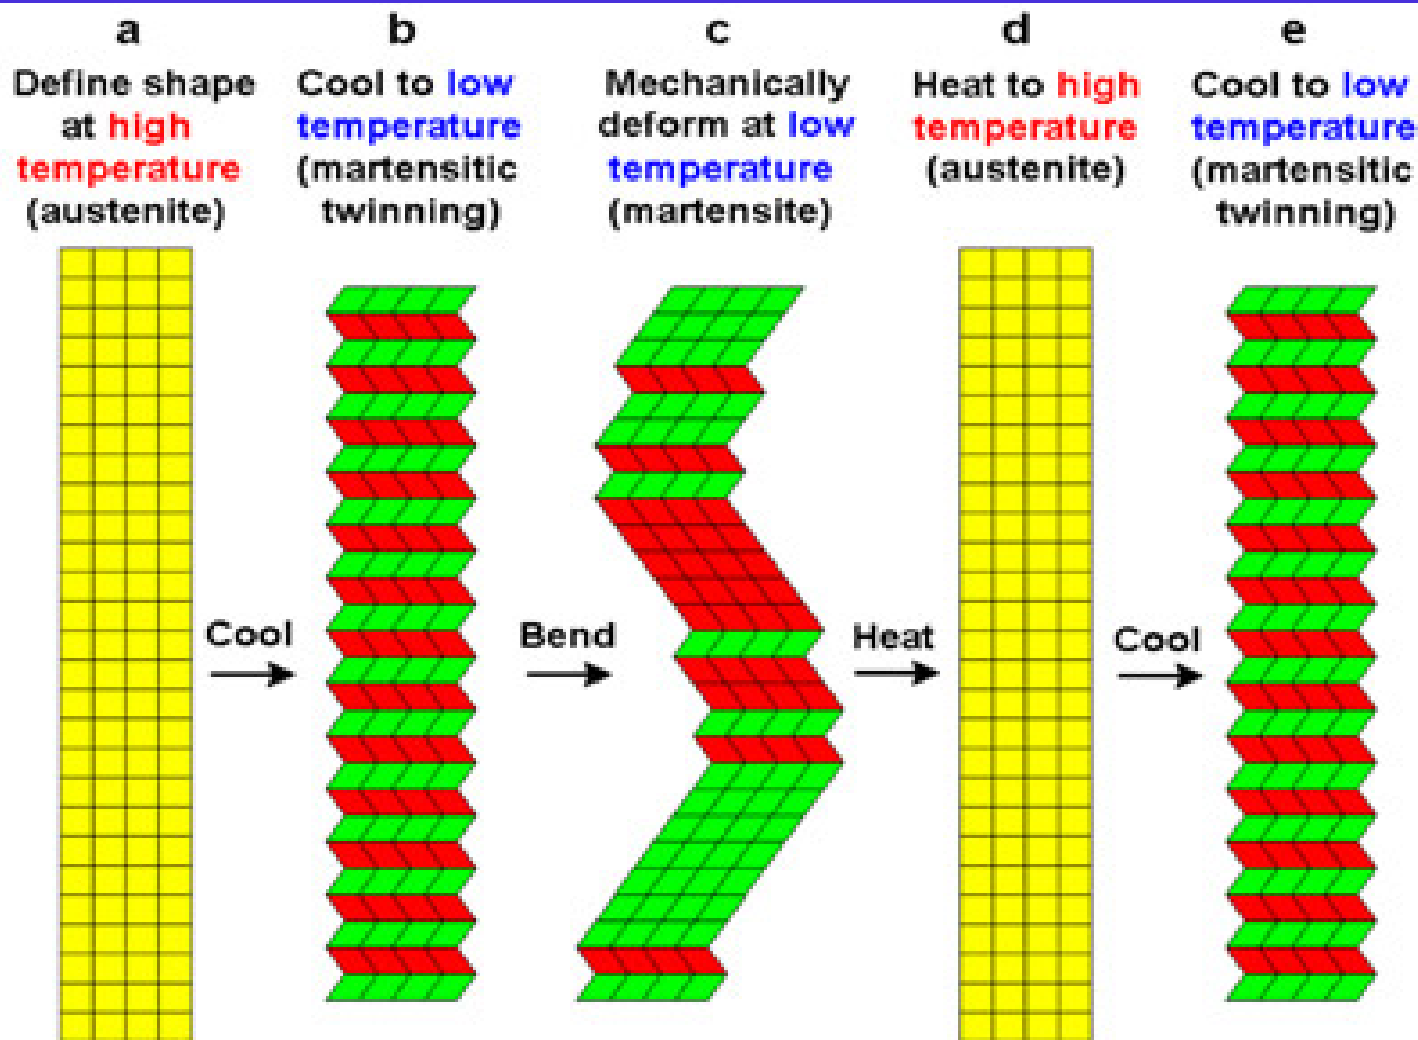 a
Define shape
at high
temperature
(austenite)
b
Cool to low
temperature
(martensitic
twinning)
c
Mechanically
deform at low
temperature
(martensite)
d
Heat to high
temperature
(austenite)
e
Cool to low
temperature
(martensitic
twinning)
Cool
Bend
Heat
Cool